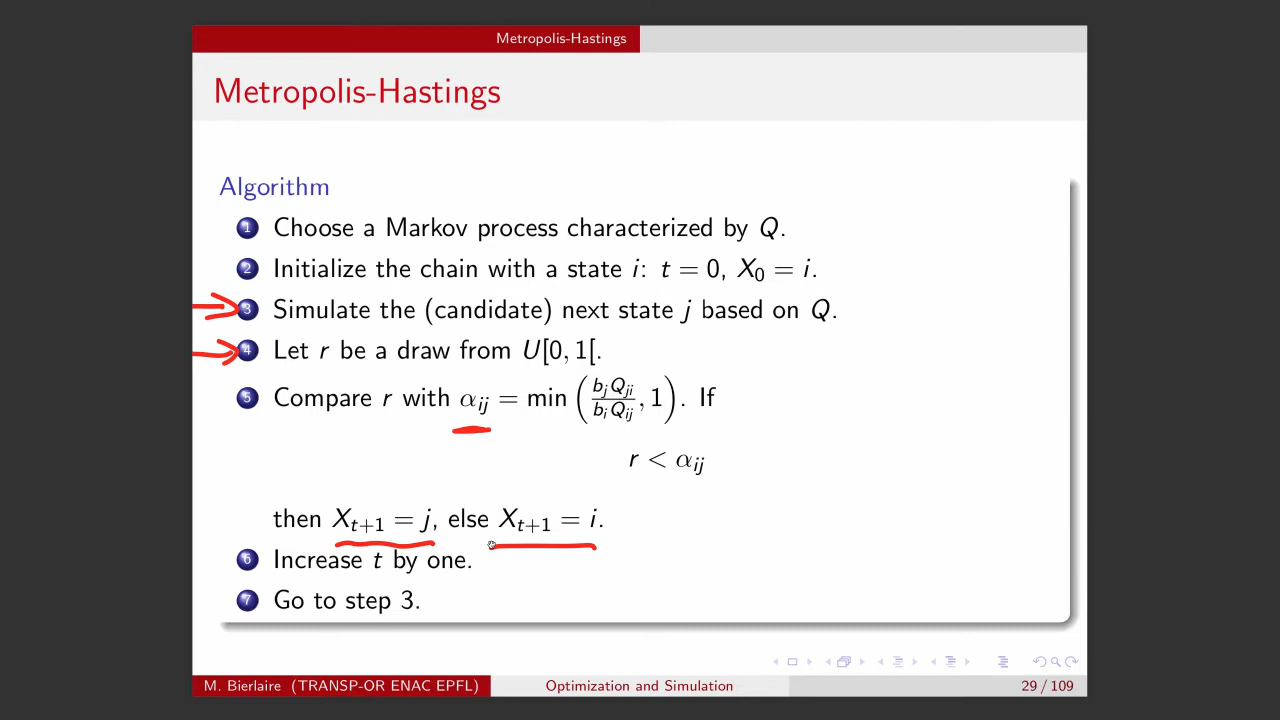 Metropolis-Hastings
Metropolis-Hastings
Algorithm
1 Choose a Markov process characterized by Q.
2 Initialize the chain with a state i: t = 0, X₀ = i.
3 Simulate the (candidate) next state j based on Q.
4 Let r be a draw from U[0, 1[.
5 Compare r with αᵢⱼ = min(bⱼQⱼᵢ/bᵢQᵢⱼ, 1). If
r < αᵢⱼ
then Xₜ₊₁ = j, else Xₜ₊₁ = i.
6 Increase t by one.
7 Go to step 3.
M. Bierlaire (TRANSP-OR ENAC EPFL) Optimization and Simulation 29 / 109